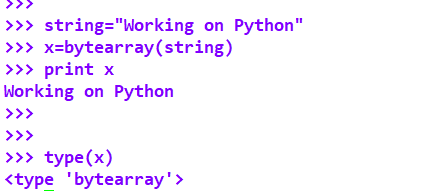 >>>
>>> string="Working on Python"
>>> x=bytearray(string)
>>> print x
Working on Python
>>>
>>>
>>> type(x)
<type 'bytearray'>